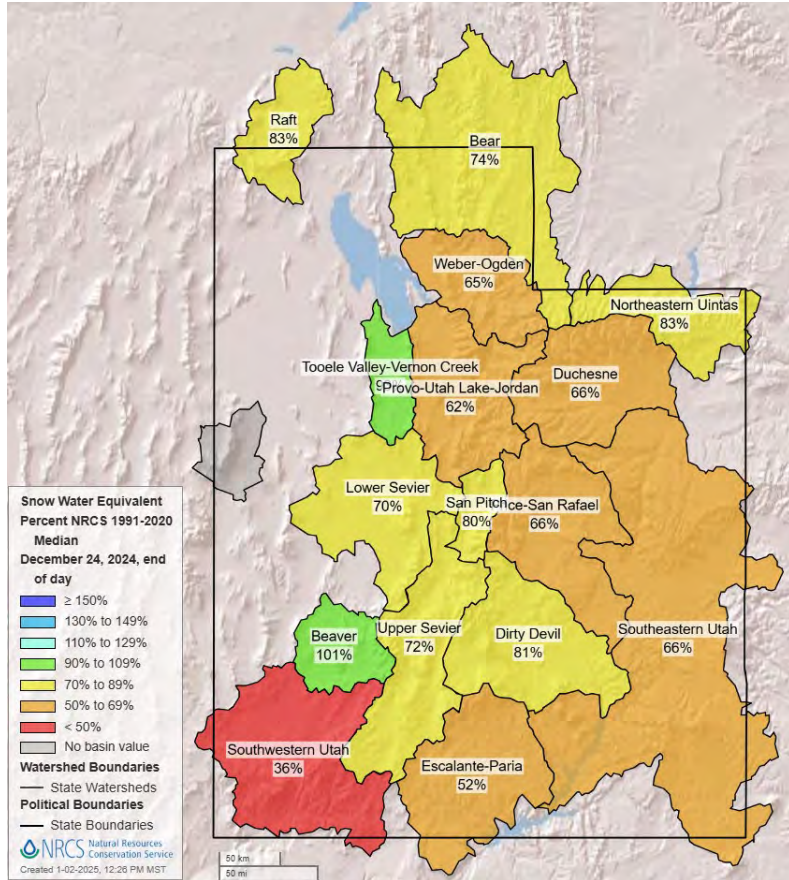 Raft
83%
Bear
74%
Weber-Ogden
65%
Northeastern Uintas
83%
Tooele Valley-Vernon Creek
9
Provo-Utah Lake-Jordan
62%
Duchesne
66%
Lower Sevier
70%
San Pitch
80%
ce-San Rafael
66%
Beaver
101%
Upper Sevier
72%
Dirty Devil
81%
Southeastern Utah
66%
Southwestern Utah
36%
Escalante-Paria
52%
Snow Water Equivalent
Percent NRCS 1991-2020
Median
December 24, 2024, end
of day
≥ 150%
130% to 149%
110% to 129%
90% to 109%
70% to 89%
50% to 69%
< 50%
No basin value
Watershed Boundaries
State Watersheds
Political Boundaries
State Boundaries
NRCS Natural Resources
Conservation Service
Created 1-02-2025, 12:26 PM MST
50 km
50 mi